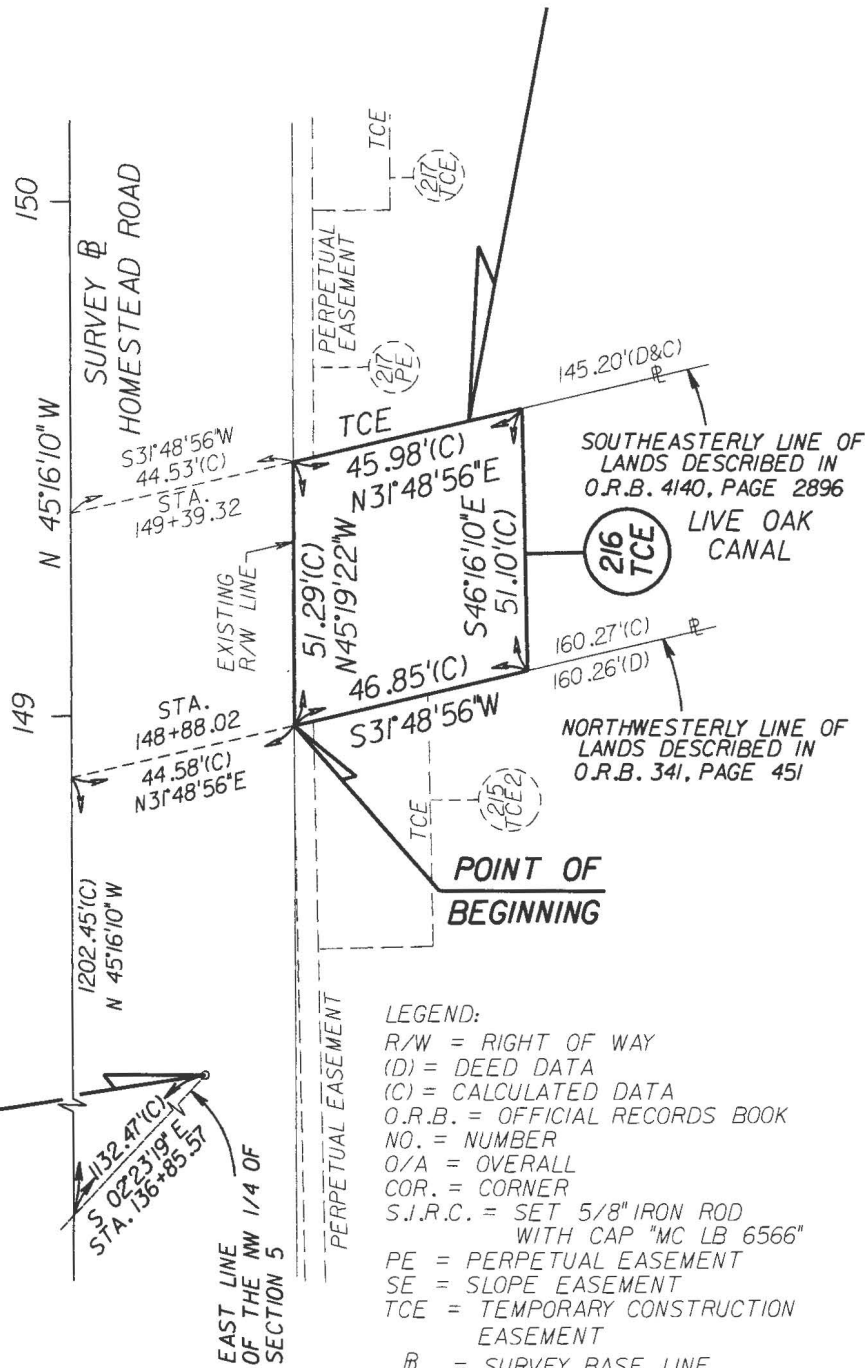 150
SURVEY
HOMESTEAD ROAD
N 45°16'10" W
TCE
217
TCE
PERPETUAL
EASEMENT
217
PE
S31°48'56"W
44.53'(C)
STA.
149+39.32
TCE
45.98'(C)
N31°48'56"E
145.20'(D&C)
SOUTHEASTERLY LINE OF
LANDS DESCRIBED IN
O.R.B. 4140, PAGE 2896
LIVE OAK
CANAL
216
TCE
EXISTING
R/W LINE
51.29'(C)
N45°19'22"W
S46°16'10"E
51.10'(C)
149
STA.
148+88.02
44.58'(C)
N31°48'56"E
46.85'(C)
S31°48'56"W
160.27'(C)
160.26'(D)
NORTHWESTERLY LINE OF
LANDS DESCRIBED IN
O.R.B. 341, PAGE 451
TCE
215
TCE2
POINT OF
BEGINNING
1202.45'(C)
N 45°16'10" W
1132.47'(C)
S 02°23'19" E
STA. 136+85.57
EAST LINE
OF THE NW 1/4 OF
SECTION 5
PERPETUAL EASEMENT
LEGEND:
R/W = RIGHT OF WAY
(D) = DEED DATA
(C) = CALCULATED DATA
O.R.B. = OFFICIAL RECORDS BOOK
NO. = NUMBER
O/A = OVERALL
COR. = CORNER
S.I.R.C. = SET 5/8" IRON ROD
WITH CAP "MC LB 6566"
PE = PERPETUAL EASEMENT
SE = SLOPE EASEMENT
TCE = TEMPORARY CONSTRUCTION
EASEMENT
= SURVEY BASE LINE